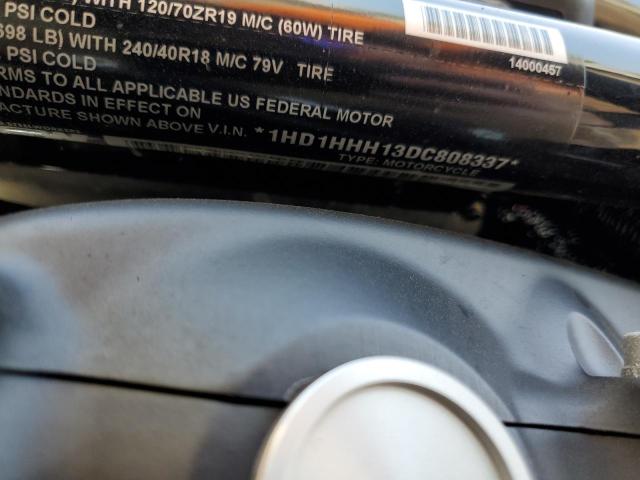 WITH 120/70ZR19 M/C (60W) TIRE
PSI COLD
698 LB) WITH 240/40R18 M/C 79V TIRE
PSI COLD
RMS TO ALL APPLICABLE US FEDERAL MOTOR
ANDARDS IN EFFECT ON
ACTURE SHOWN ABOVE V.I.N. *1HD1HHH13DC808337*
TYPE: MOTORCYCLE
14000457